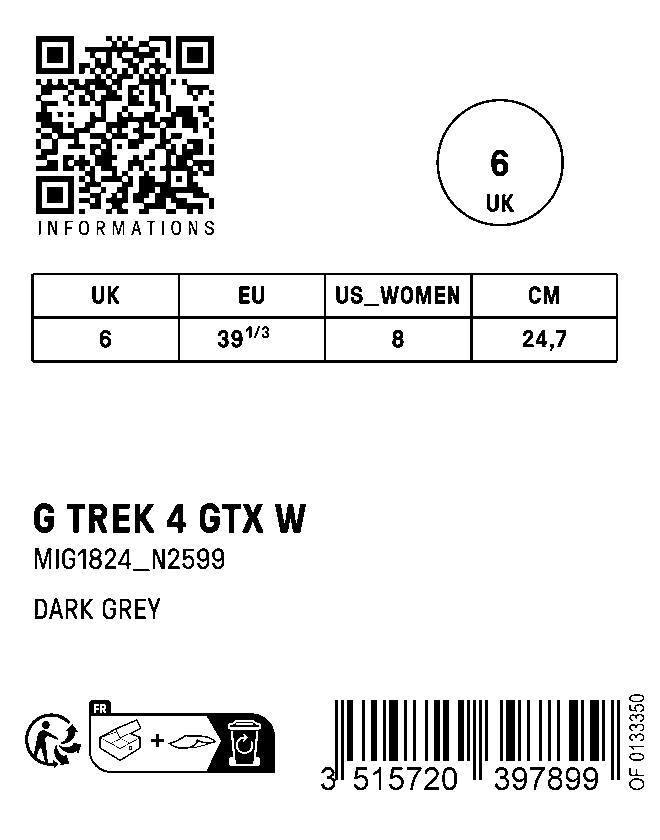 INFORMATIONS
6
UK
UK EU US_WOMEN CM
6 39 1/3 8 24,7
G TREK 4 GTX W
MIG1824_N2599
DARK GREY
FR
+
3 515720 397899
OF 0133350